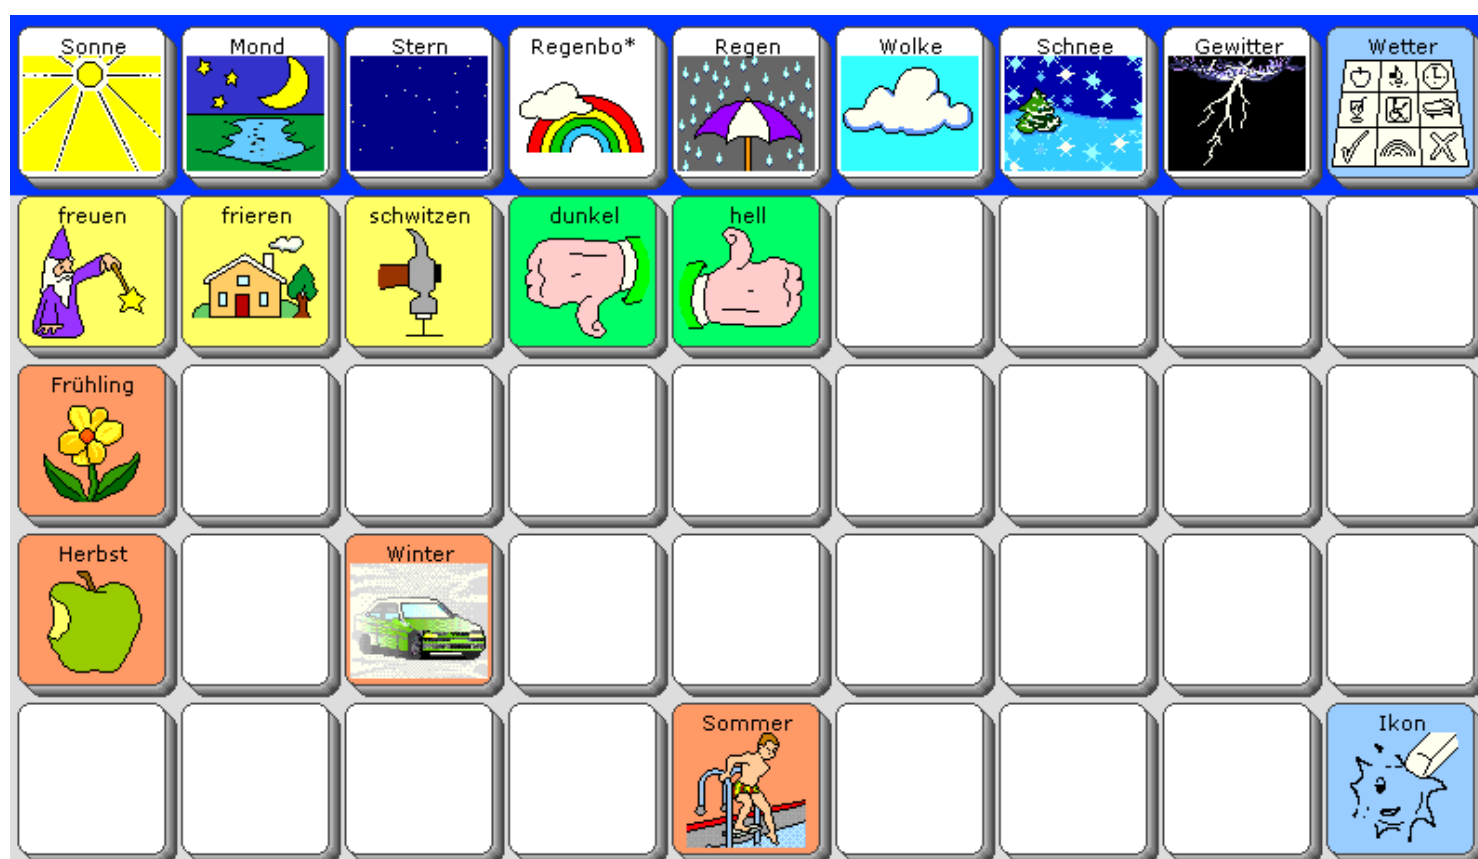 Sonne Mond Stern Regenbo* Regen Wolke Schnee Gewitter Wetter
freuen frieren schwitzen dunkel hell
Frühling
Herbst Winter
Sommer Ikon